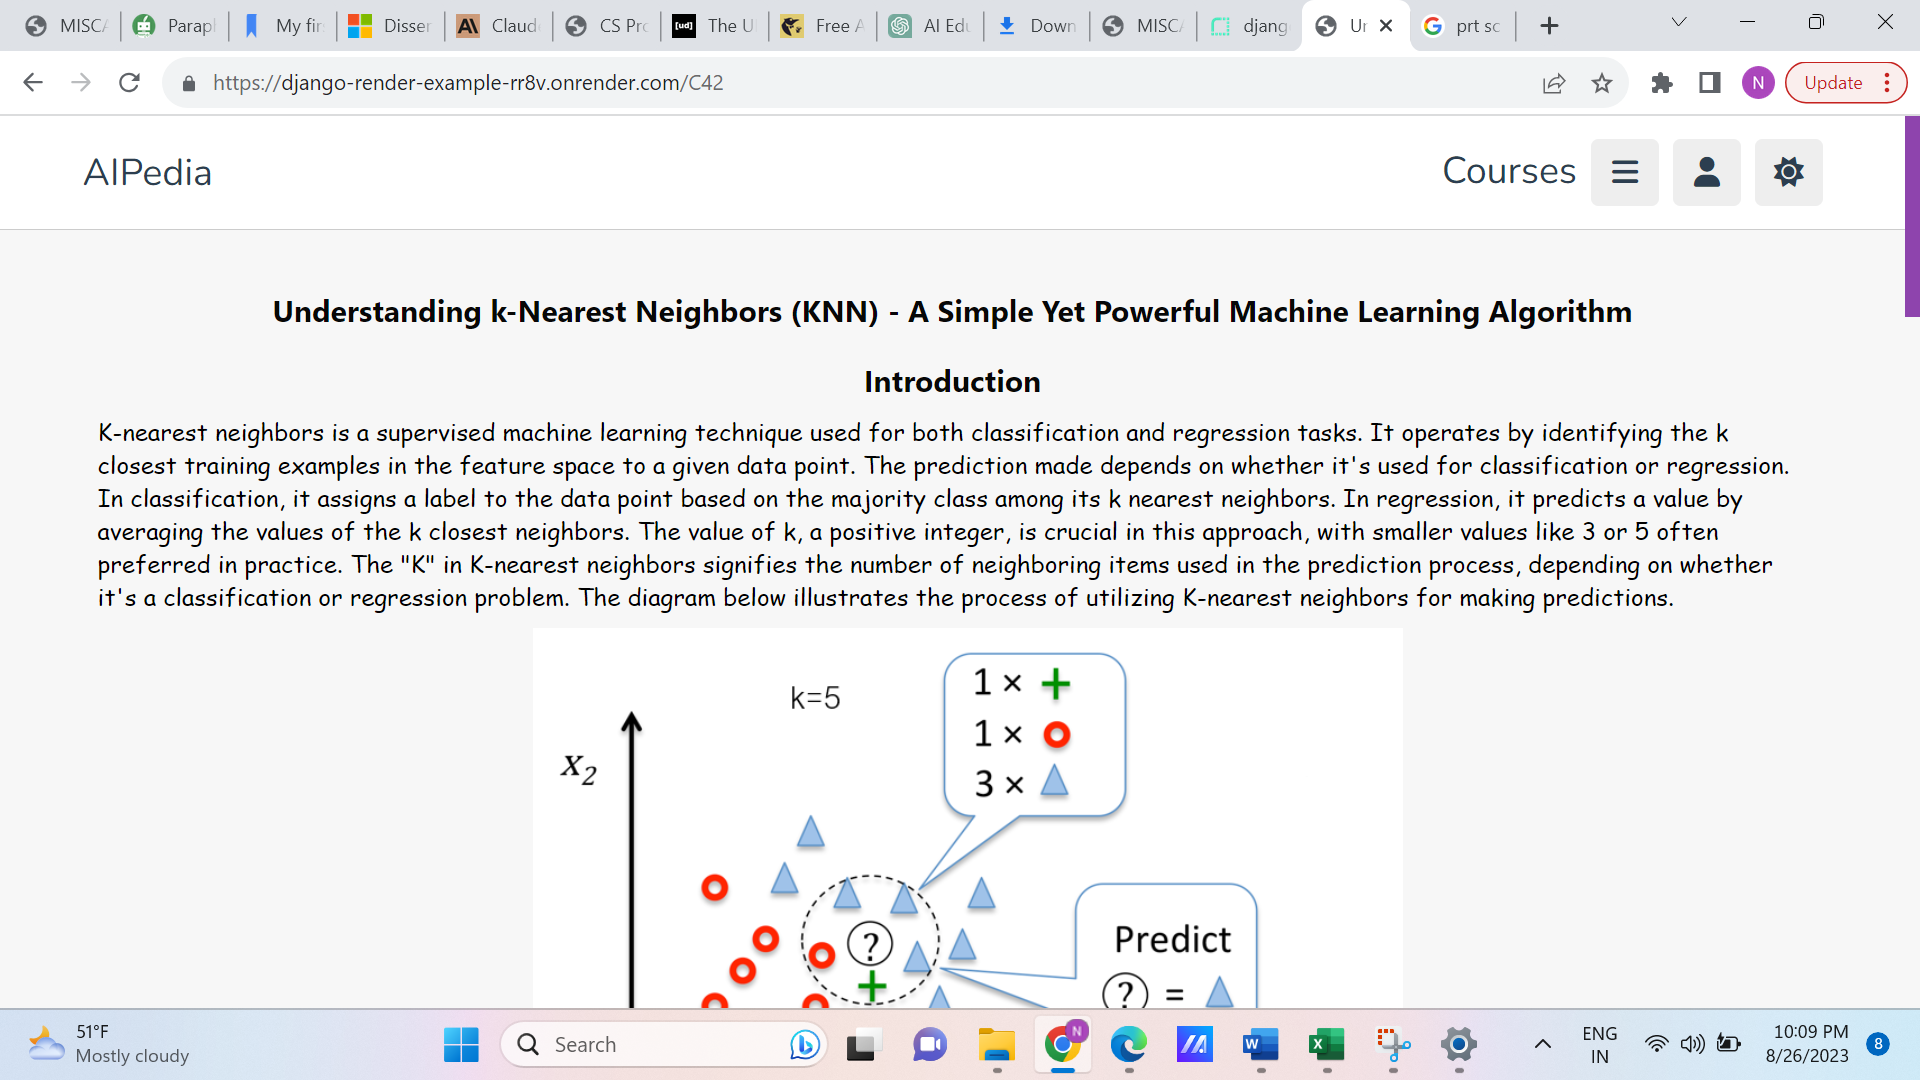 MISCA
Parapl
My fir
Disser
Claud
CS Pro
The U
Free A
AI Edu
Down
MISCA
djang
Ur
prt sc
https://django-render-example-rr8v.onrender.com/C42
N
Update
AIPedia
Courses
Understanding k-Nearest Neighbors (KNN) - A Simple Yet Powerful Machine Learning Algorithm
Introduction
K-nearest neighbors is a supervised machine learning technique used for both classification and regression tasks. It operates by identifying the k
closest training examples in the feature space to a given data point. The prediction made depends on whether it's used for classification or regression.
In classification, it assigns a label to the data point based on the majority class among its k nearest neighbors. In regression, it predicts a value by
averaging the values of the k closest neighbors. The value of k, a positive integer, is crucial in this approach, with smaller values like 3 or 5 often
preferred in practice. The "K" in K-nearest neighbors signifies the number of neighboring items used in the prediction process, depending on whether
it's a classification or regression problem. The diagram below illustrates the process of utilizing K-nearest neighbors for making predictions.
k=5
1 × +
1 ×
3 ×
x2
?
Predict
? =
51°F
Mostly cloudy
Search
N
ENG
IN
10:09 PM
8/26/2023
8